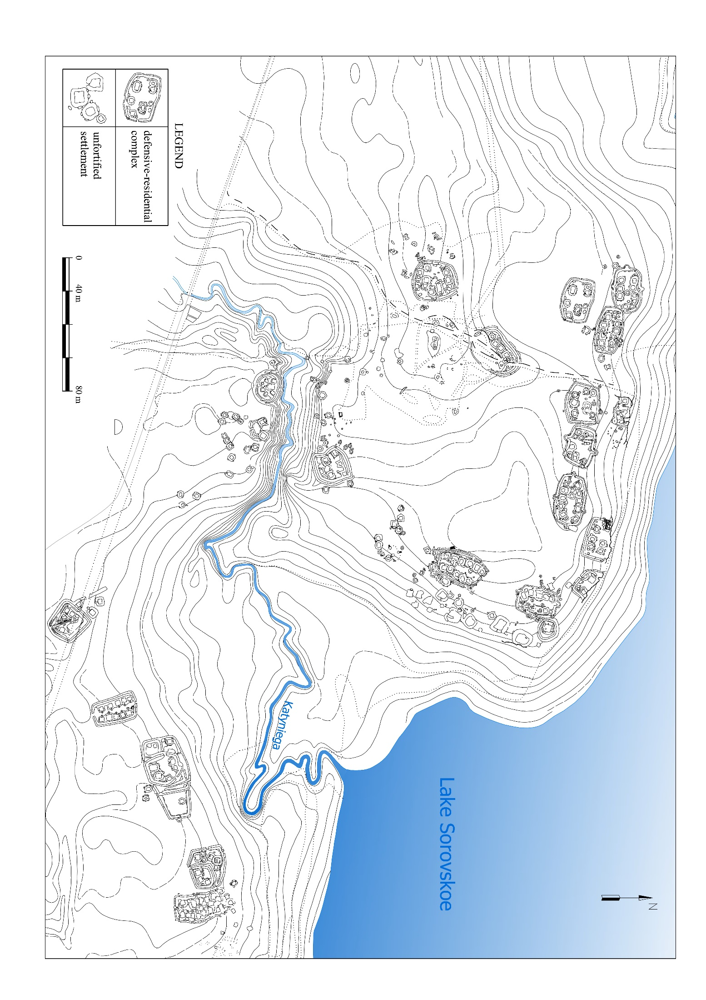 LEGEND
defensive-residential
complex
unfortified
settlement
0
40 m
80 m
Katyniega
Lake Sorovskoe
N